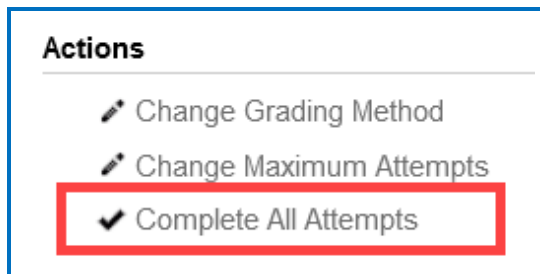 Actions
Change Grading Method
Change Maximum Attempts
Complete All Attempts